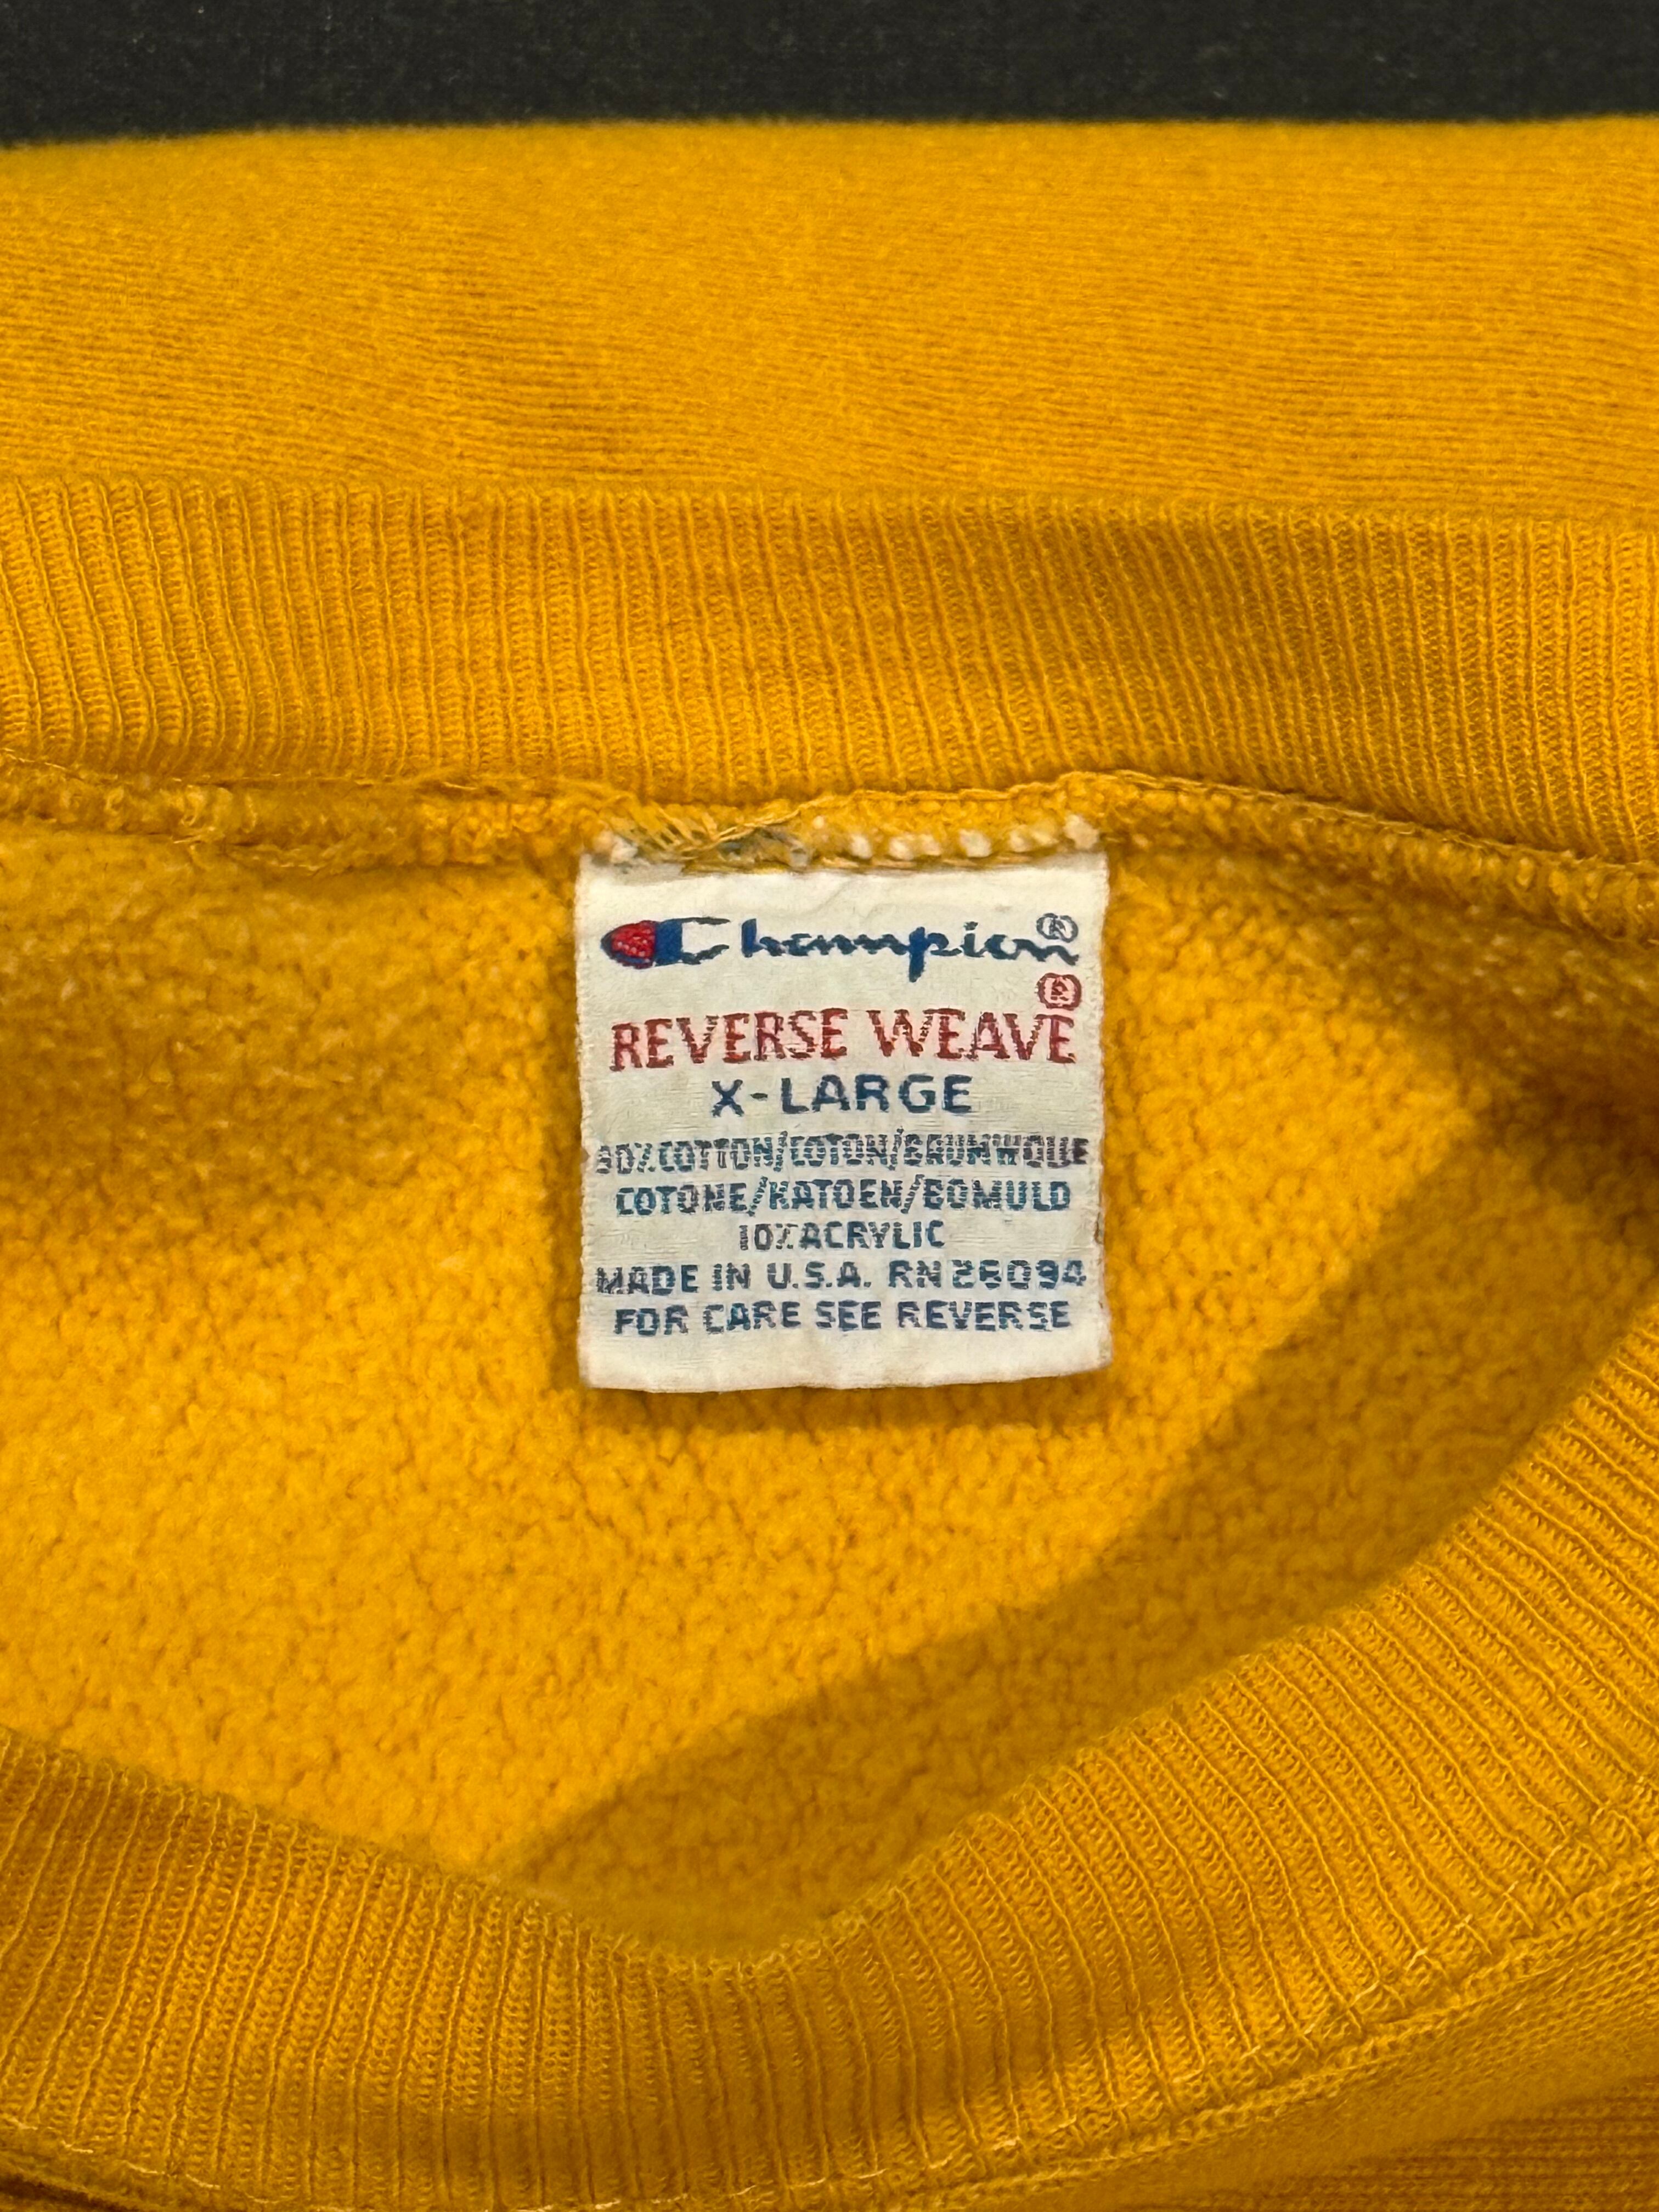 Champion®
®
REVERSE WEAVE
X-LARGE
90%COTTON/COTON/BAUMWOLLE
COTONE/KATOEN/BOMULD
10%ACRYLIC
MADE IN U.S.A. RN 26094
FOR CARE SEE REVERSE